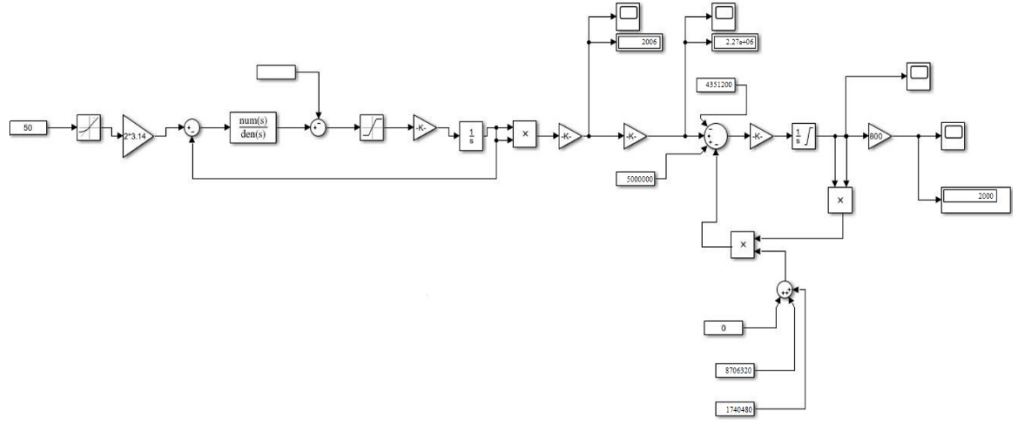 2006
2.27e+06
4351200
50
2*3.14
num(s)
den(s)
-K-
1
s
×
-K-
-K-
-K-
1
s
800
5000000
×
2000
×
0
8706320
1740480